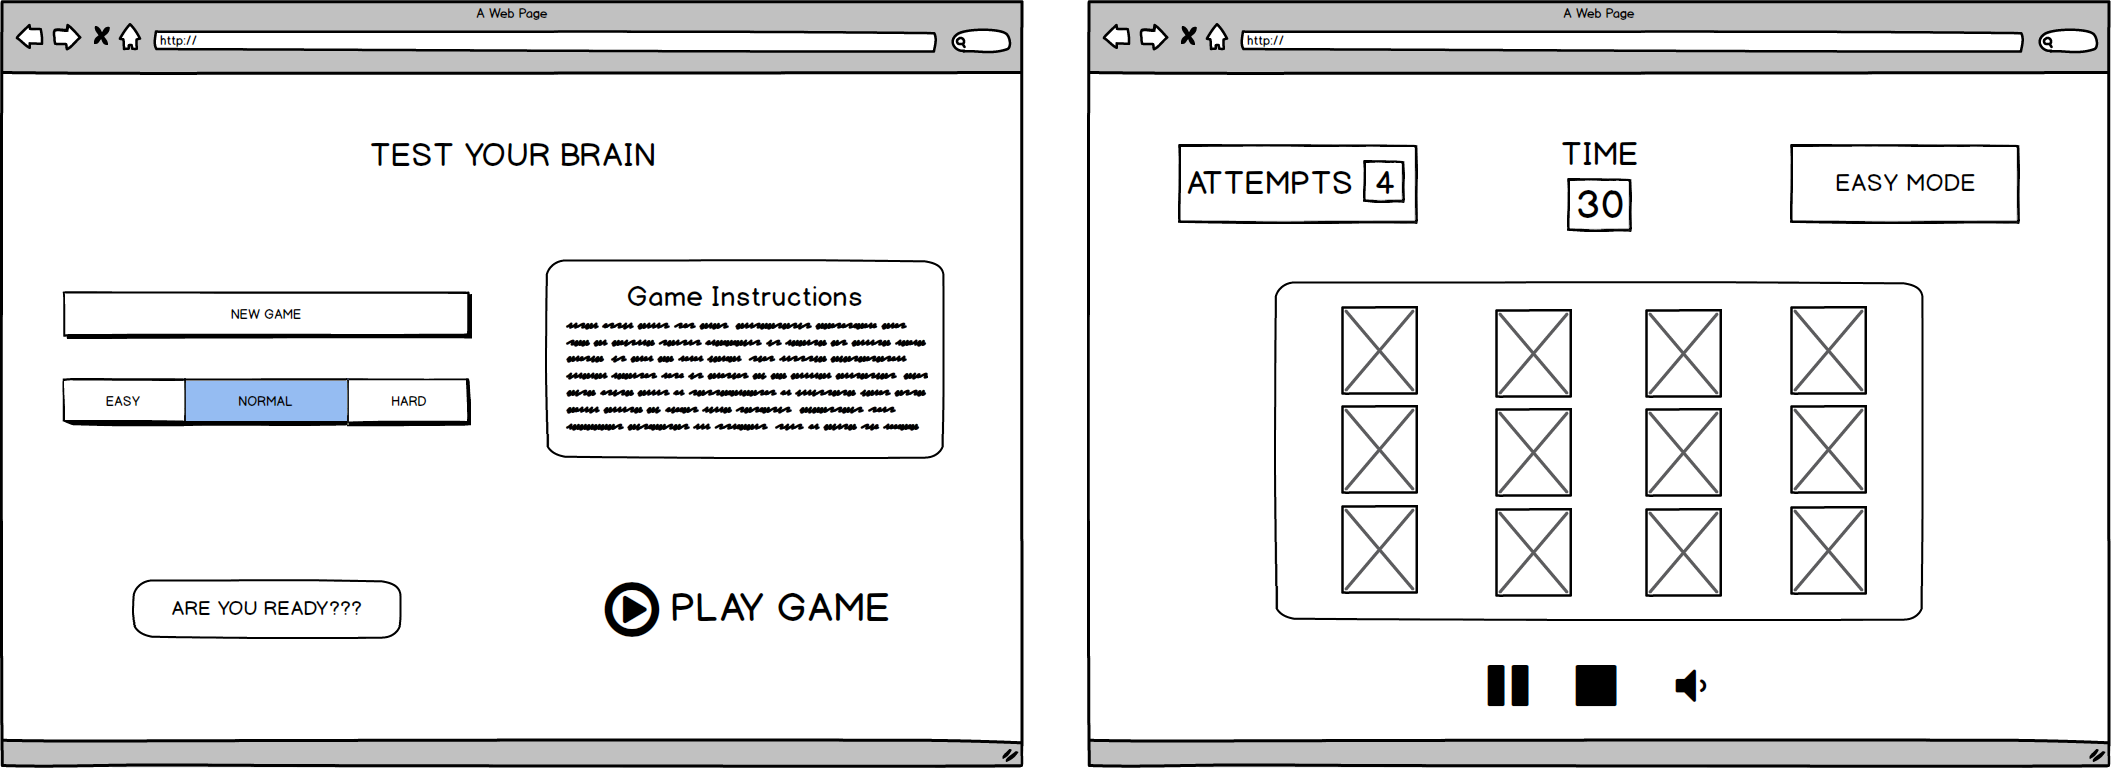 A Web Page
http://
TEST YOUR BRAIN
NEW GAME
EASY NORMAL HARD
Game Instructions
ARE YOU READY???
PLAY GAME
A Web Page
http://
ATTEMPTS 4
TIME
30
EASY MODE